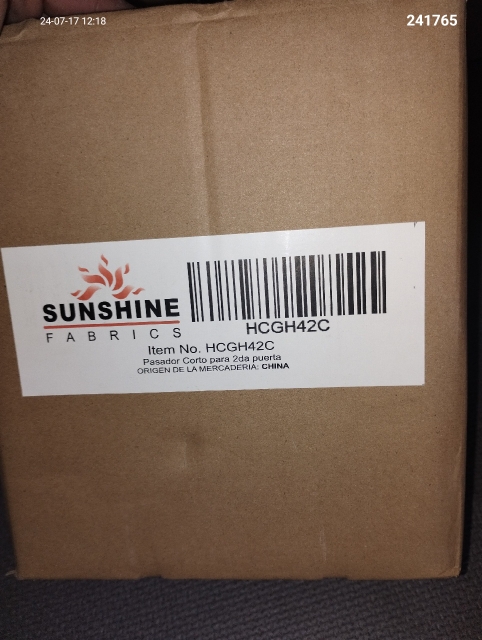 24-07-17 12:18
241765
SUNSHINE
FABRICS
HCGH42C
Item No. HCGH42C
Pasador Corto para 2da puerta
ORIGEN DE LA MERCADERIA: CHINA